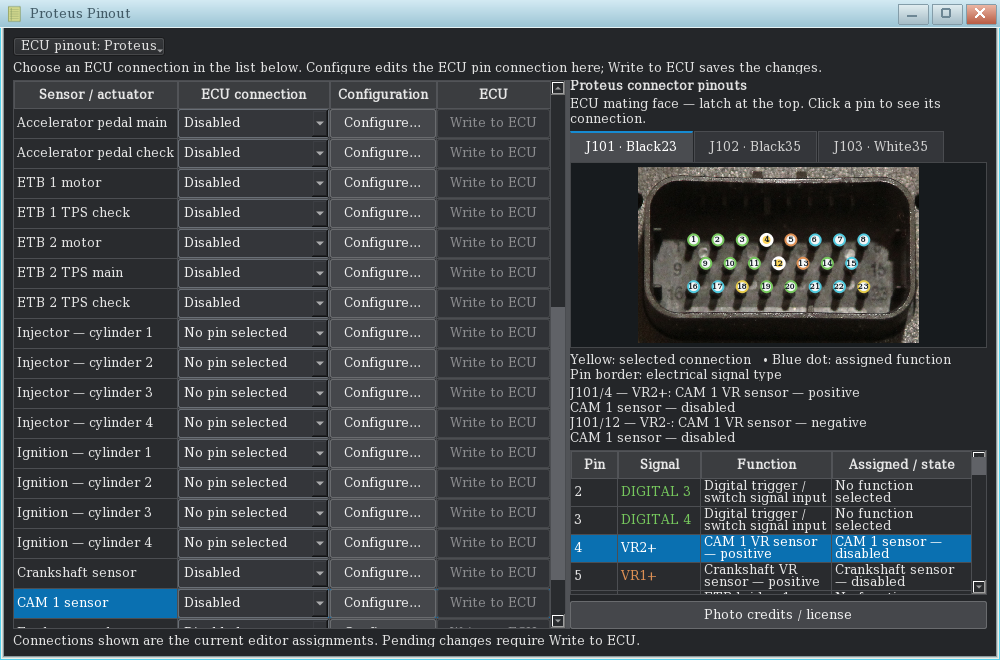 Proteus Pinout
ECU pinout: Proteus
Choose an ECU connection in the list below. Configure edits the ECU pin connection here; Write to ECU saves the changes.
Sensor / actuator ECU connection Configuration ECU
Accelerator pedal main Disabled Configure... Write to ECU
Accelerator pedal check Disabled Configure... Write to ECU
ETB 1 motor Disabled Configure... Write to ECU
ETB 1 TPS check Disabled Configure... Write to ECU
ETB 2 motor Disabled Configure... Write to ECU
ETB 2 TPS main Disabled Configure... Write to ECU
ETB 2 TPS check Disabled Configure... Write to ECU
Injector — cylinder 1 No pin selected Configure... Write to ECU
Injector — cylinder 2 No pin selected Configure... Write to ECU
Injector — cylinder 3 No pin selected Configure... Write to ECU
Injector — cylinder 4 No pin selected Configure... Write to ECU
Ignition — cylinder 1 No pin selected Configure... Write to ECU
Ignition — cylinder 2 No pin selected Configure... Write to ECU
Ignition — cylinder 3 No pin selected Configure... Write to ECU
Ignition — cylinder 4 No pin selected Configure... Write to ECU
Crankshaft sensor Disabled Configure... Write to ECU
CAM 1 sensor Disabled Configure... Write to ECU
Proteus connector pinouts
ECU mating face — latch at the top. Click a pin to see its
connection.
J101 · Black23 J102 · Black35 J103 · White35
1 2 3 4 5 6 7 8
9 10 11 12 13 14 15
16 17 18 19 20 21 22 23
Yellow: selected connection • Blue dot: assigned function
Pin border: electrical signal type
J101/4 — VR2+: CAM 1 VR sensor — positive
CAM 1 sensor — disabled
J101/12 — VR2-: CAM 1 VR sensor — negative
CAM 1 sensor — disabled
Pin Signal Function Assigned / state
2 DIGITAL 3 Digital trigger / switch signal input No function selected
3 DIGITAL 4 Digital trigger / switch signal input No function selected
4 VR2+ CAM 1 VR sensor — positive CAM 1 sensor — disabled
5 VR1+ Crankshaft VR sensor — positive Crankshaft sensor — disabled
Photo credits / license
Connections shown are the current editor assignments. Pending changes require Write to ECU.